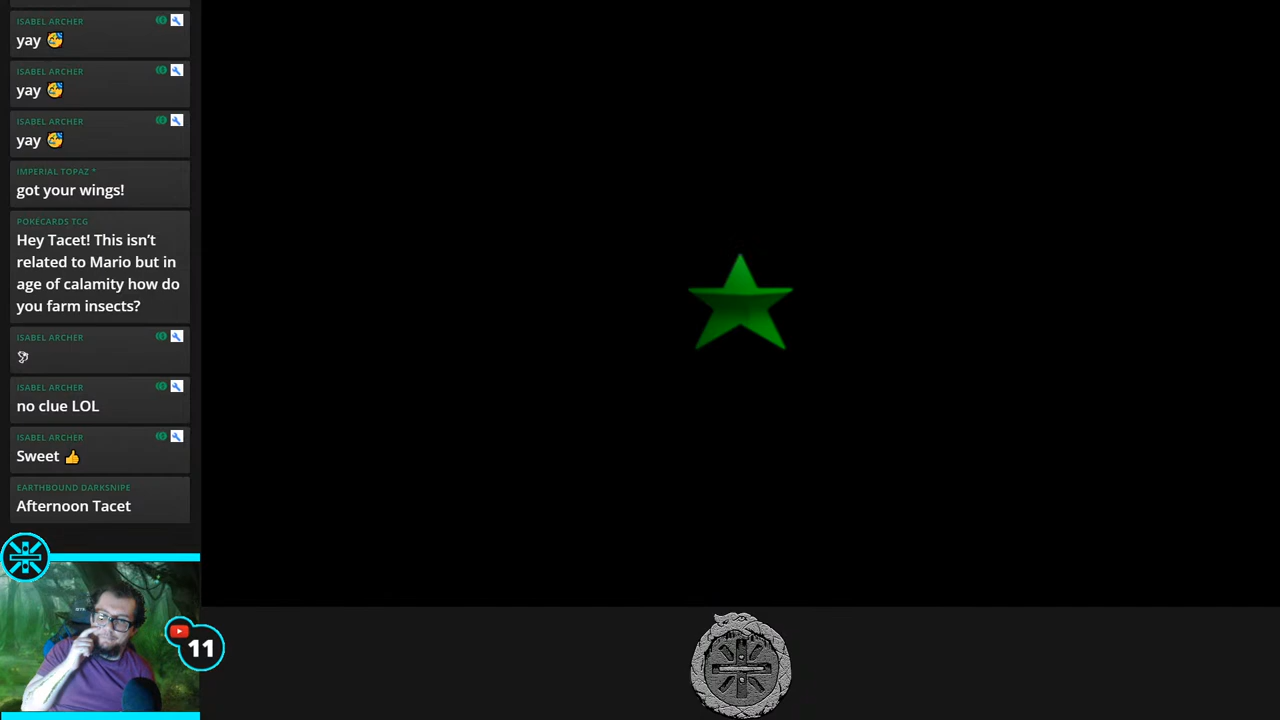 ISABEL ARCHER
yay
ISABEL ARCHER
yay
ISABEL ARCHER
yay
IMPERIAL TOPAZ *
got your wings!
POKÉCARDS TCG
Hey Tacet! This isn't
related to Mario but in
age of calamity how do
you farm insects?
ISABEL ARCHER
ISABEL ARCHER
no clue LOL
ISABEL ARCHER
Sweet
EARTHBOUND DARKSNIPE
Afternoon Tacet
11